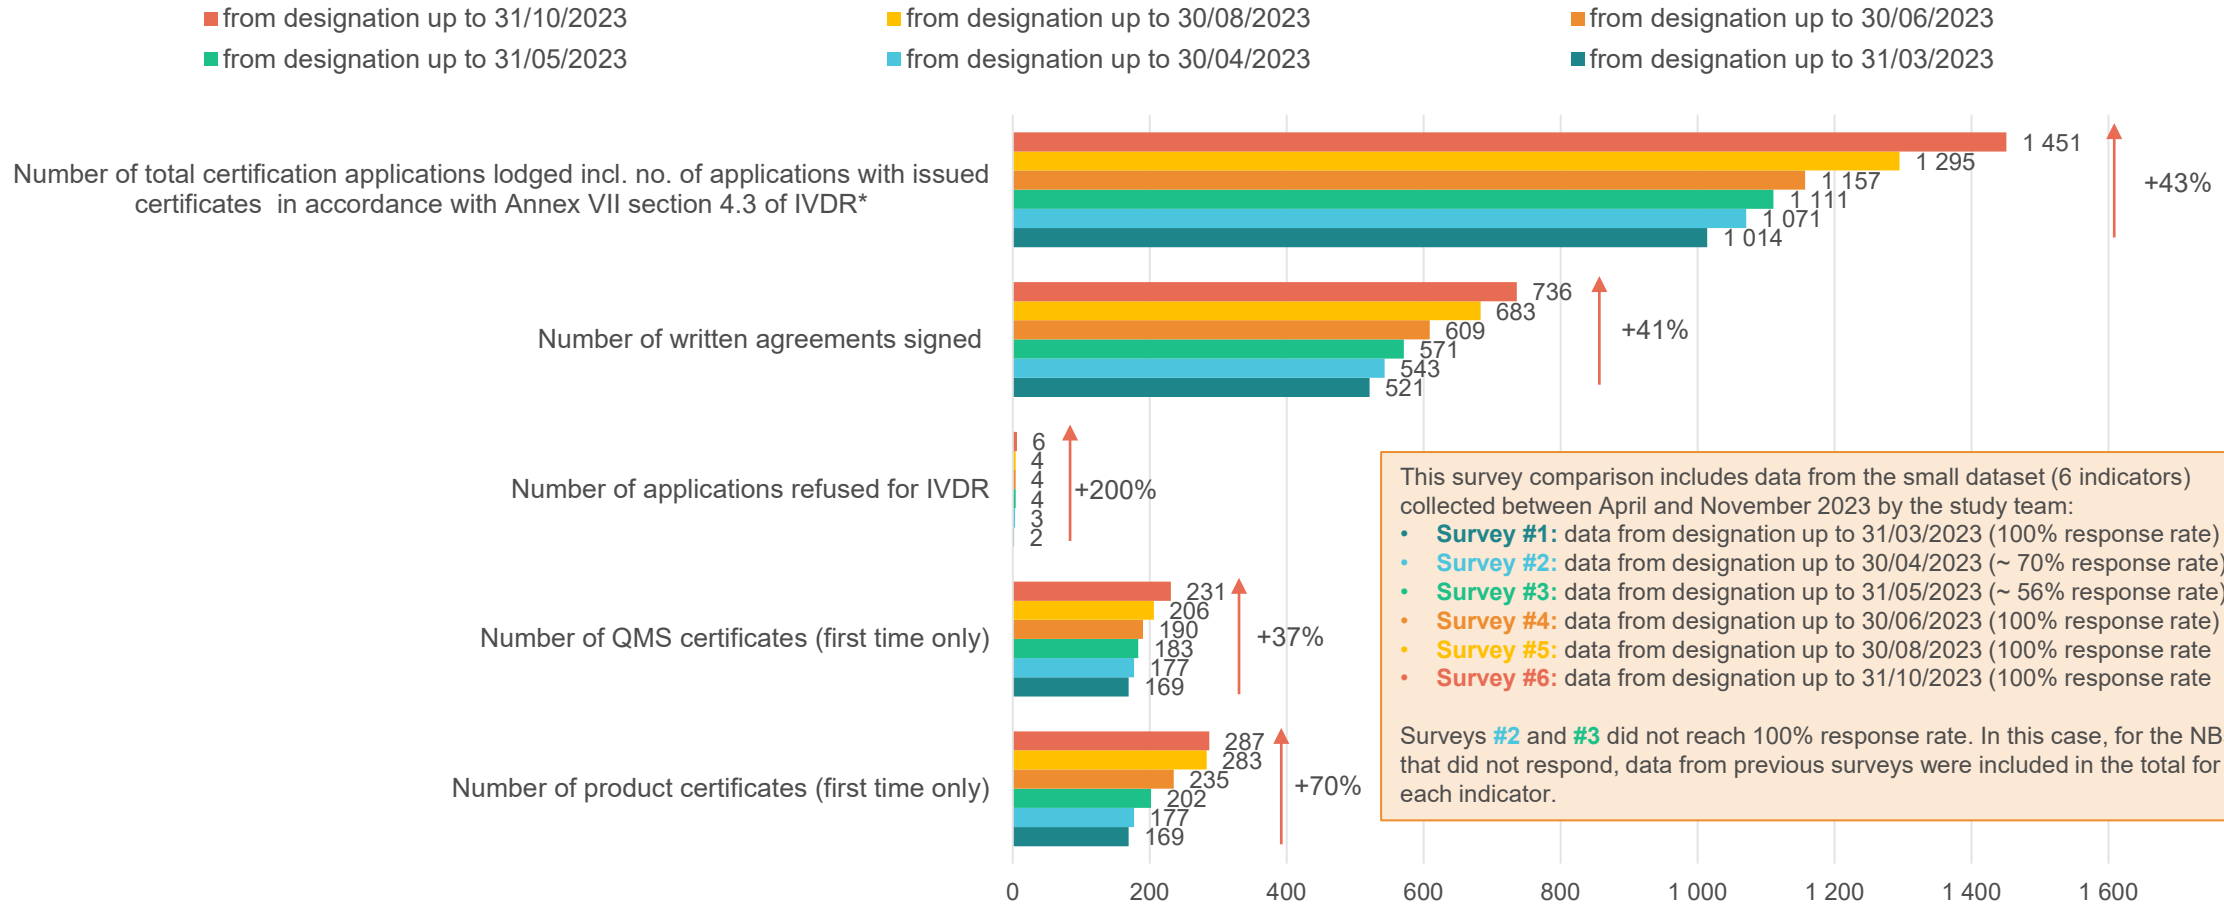 from designation up to 31/10/2023
from designation up to 30/08/2023
from designation up to 30/06/2023
from designation up to 31/05/2023
from designation up to 30/04/2023
from designation up to 31/03/2023
Number of total certification applications lodged incl. no. of applications with issued
certificates in accordance with Annex VII section 4.3 of IVDR*
1 451
1 295
1 157
1 111
1 071
1 014
+43%
Number of written agreements signed
736
683
609
571
543
521
+41%
Number of applications refused for IVDR
6
4
4
4
3
2
+200%
Number of QMS certificates (first time only)
231
206
190
183
177
169
+37%
Number of product certificates (first time only)
287
283
235
202
177
169
+70%
This survey comparison includes data from the small dataset (6 indicators)
collected between April and November 2023 by the study team:
• Survey #1: data from designation up to 31/03/2023 (100% response rate)
• Survey #2: data from designation up to 30/04/2023 (~ 70% response rate)
• Survey #3: data from designation up to 31/05/2023 (~ 56% response rate)
• Survey #4: data from designation up to 30/06/2023 (100% response rate)
• Survey #5: data from designation up to 30/08/2023 (100% response rate
• Survey #6: data from designation up to 31/10/2023 (100% response rate
Surveys #2 and #3 did not reach 100% response rate. In this case, for the NB
that did not respond, data from previous surveys were included in the total for
each indicator.
0
200
400
600
800
1 000
1 200
1 400
1 600